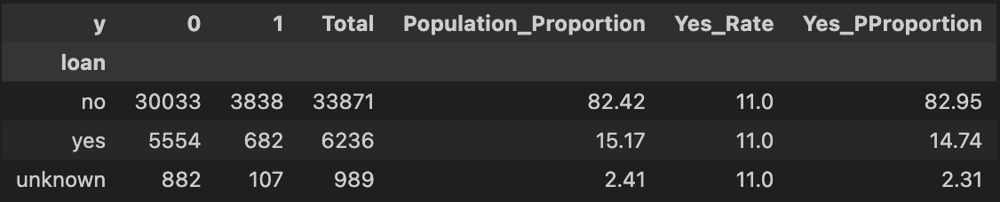 y 0 1 Total Population_Proportion Yes_Rate Yes_PProportion
loan
no 30033 3838 33871 82.42 11.0 82.95
yes 5554 682 6236 15.17 11.0 14.74
unknown 882 107 989 2.41 11.0 2.31